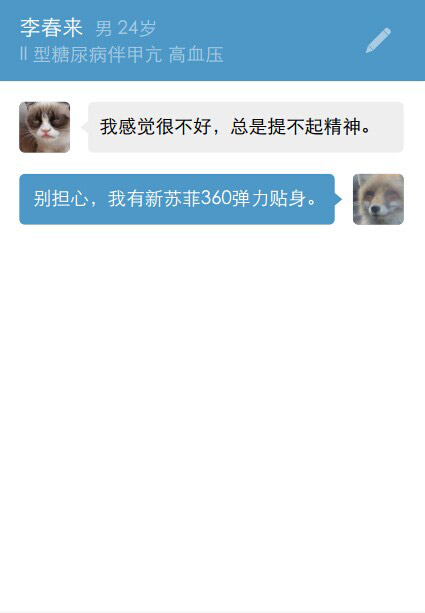 李春来 男 24岁
II 型糖尿病伴甲亢 高血压
我感觉很不好，总是提不起精神。
别担心，我有新苏菲360弹力贴身。